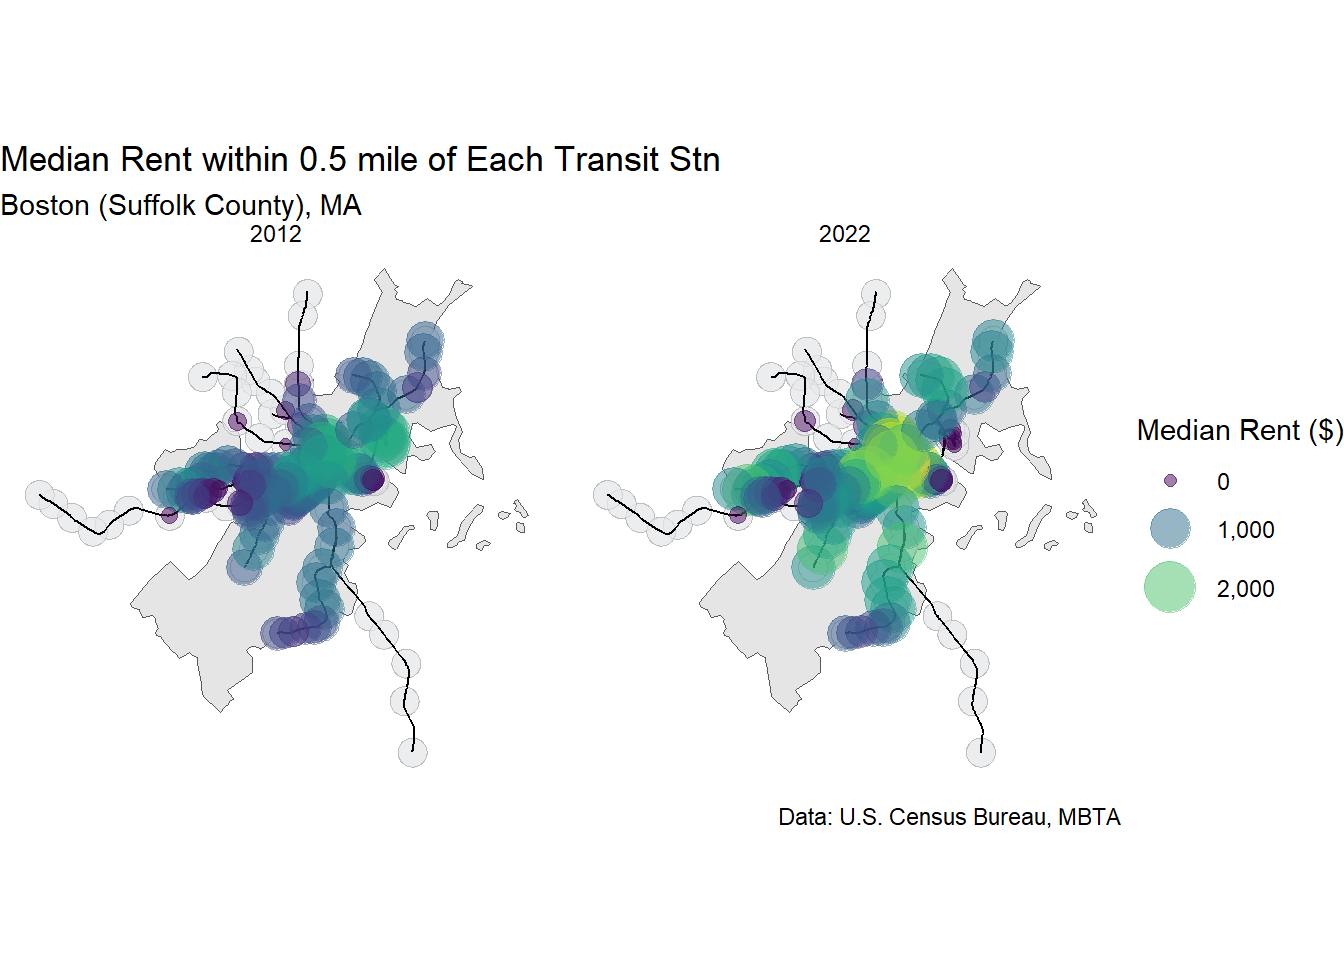 Median Rent within 0.5 mile of Each Transit Stn
Boston (Suffolk County), MA
2012
2022
Median Rent ($)
0
1,000
2,000
Data: U.S. Census Bureau, MBTA